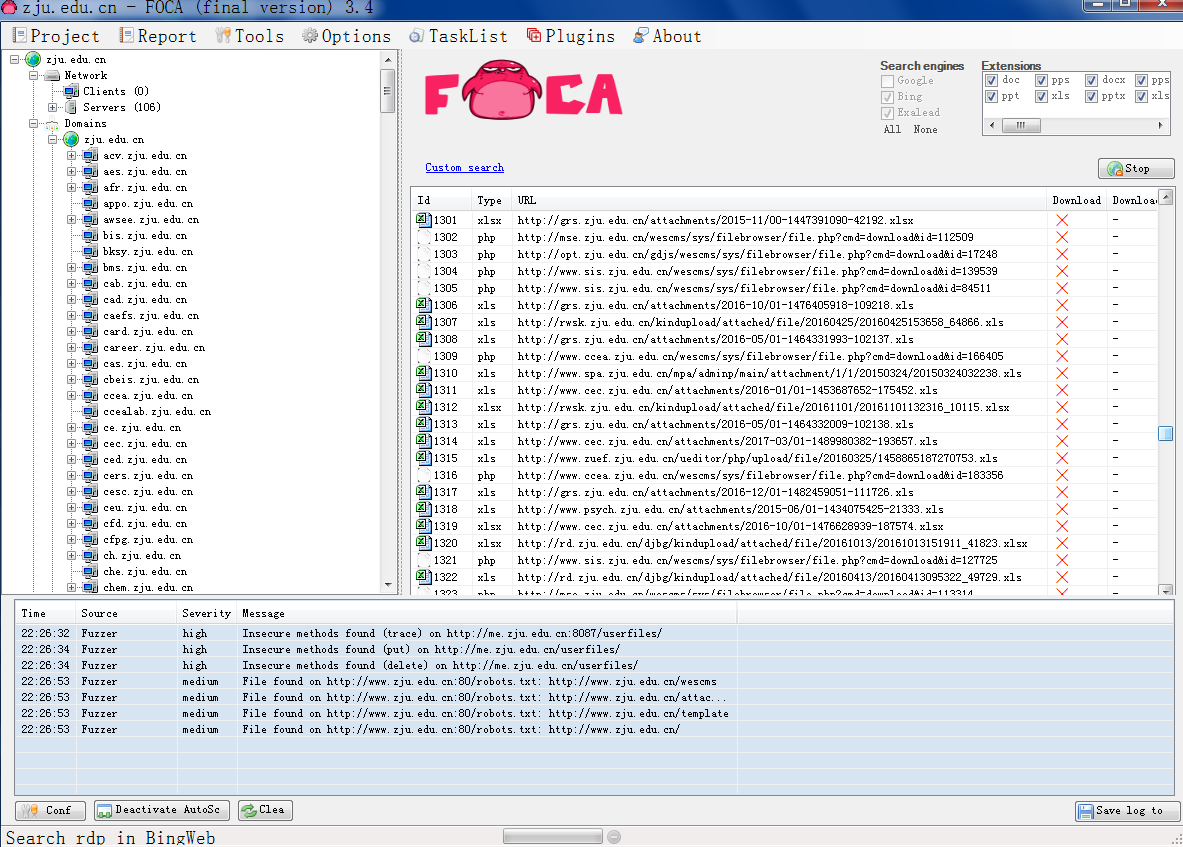 zju.edu.cn - FOCA (final version) 3.4
Project Report Tools Options TaskList Plugins About
zju.edu.cn
Network
Clients (0)
Servers (106)
Domains
zju.edu.cn
acv.zju.edu.cn
aes.zju.edu.cn
afr.zju.edu.cn
appo.zju.edu.cn
awsee.zju.edu.cn
bis.zju.edu.cn
bksy.zju.edu.cn
bms.zju.edu.cn
cab.zju.edu.cn
cad.zju.edu.cn
caefs.zju.edu.cn
card.zju.edu.cn
career.zju.edu.cn
cas.zju.edu.cn
cbeis.zju.edu.cn
ccea.zju.edu.cn
ccealab.zju.edu.cn
ce.zju.edu.cn
cec.zju.edu.cn
ced.zju.edu.cn
cers.zju.edu.cn
cesc.zju.edu.cn
ceu.zju.edu.cn
cfd.zju.edu.cn
cfpg.zju.edu.cn
ch.zju.edu.cn
che.zju.edu.cn
chem.zju.edu.cn
FOCA
Search engines
Google
Bing
Exalead
All None
Extensions
doc pps docx pps
ppt xls pptx xls
Custom search
Stop
Id Type URL Download Downloa
1301 xlsx http://grs.zju.edu.cn/attachments/2015-11/00-1447391090-42192.xlsx -
1302 php http://mse.zju.edu.cn/wescms/sys/filebrowser/file.php?cmd=download&id=112509 -
1303 php http://opt.zju.edu.cn/gdjs/wescms/sys/filebrowser/file.php?cmd=download&id=17248 -
1304 php http://www.sis.zju.edu.cn/wescms/sys/filebrowser/file.php?cmd=download&id=139539 -
1305 php http://www.sis.zju.edu.cn/wescms/sys/filebrowser/file.php?cmd=download&id=84511 -
1306 xls http://grs.zju.edu.cn/attachments/2016-10/01-1476405918-109218.xls -
1307 xls http://rwsk.zju.edu.cn/kindupload/attached/file/20160425/20160425153658_64866.xls -
1308 xls http://grs.zju.edu.cn/attachments/2016-05/01-1464331993-102137.xls -
1309 php http://www.ccea.zju.edu.cn/wescms/sys/filebrowser/file.php?cmd=download&id=166405 -
1310 xls http://www.spa.zju.edu.cn/mpa/adminp/main/attachment/1/1/20150324/20150324032238.xls -
1311 xls http://www.cec.zju.edu.cn/attachments/2016-01/01-1453687652-175452.xls -
1312 xlsx http://rwsk.zju.edu.cn/kindupload/attached/file/20161101/20161101132316_10115.xlsx -
1313 xls http://grs.zju.edu.cn/attachments/2016-05/01-1464332009-102138.xls -
1314 xls http://www.cec.zju.edu.cn/attachments/2017-03/01-1489980382-193657.xls -
1315 xls http://www.zuef.zju.edu.cn/ueditor/php/upload/file/20160325/1458865187270753.xls -
1316 php http://www.ccea.zju.edu.cn/wescms/sys/filebrowser/file.php?cmd=download&id=183356 -
1317 xls http://grs.zju.edu.cn/attachments/2016-12/01-1482459051-111726.xls -
1318 xls http://www.psych.zju.edu.cn/attachments/2015-06/01-1434075425-21333.xls -
1319 xlsx http://www.cec.zju.edu.cn/attachments/2016-10/01-1476628939-187574.xlsx -
1320 xlsx http://rd.zju.edu.cn/djbg/kindupload/attached/file/20161013/20161013151911_41823.xlsx -
1321 php http://www.sis.zju.edu.cn/wescms/sys/filebrowser/file.php?cmd=download&id=127725 -
1322 xls http://rd.zju.edu.cn/djbg/kindupload/attached/file/20160413/20160413095322_49729.xls -
1323 php http://mse.zju.edu.cn/wescms/sys/filebrowser/file.php?cmd=download&id=113314
Time Source Severity Message
22:26:32 Fuzzer high Insecure methods found (trace) on http://me.zju.edu.cn:8087/userfiles/
22:26:34 Fuzzer high Insecure methods found (put) on http://me.zju.edu.cn/userfiles/
22:26:34 Fuzzer high Insecure methods found (delete) on http://me.zju.edu.cn/userfiles/
22:26:53 Fuzzer medium File found on http://www.zju.edu.cn:80/robots.txt: http://www.zju.edu.cn/wescms
22:26:53 Fuzzer medium File found on http://www.zju.edu.cn:80/robots.txt: http://www.zju.edu.cn/attac...
22:26:53 Fuzzer medium File found on http://www.zju.edu.cn:80/robots.txt: http://www.zju.edu.cn/template
22:26:53 Fuzzer medium File found on http://www.zju.edu.cn:80/robots.txt: http://www.zju.edu.cn/
Conf Deactivate AutoSc Clea Save log to
Search rdp in BingWeb